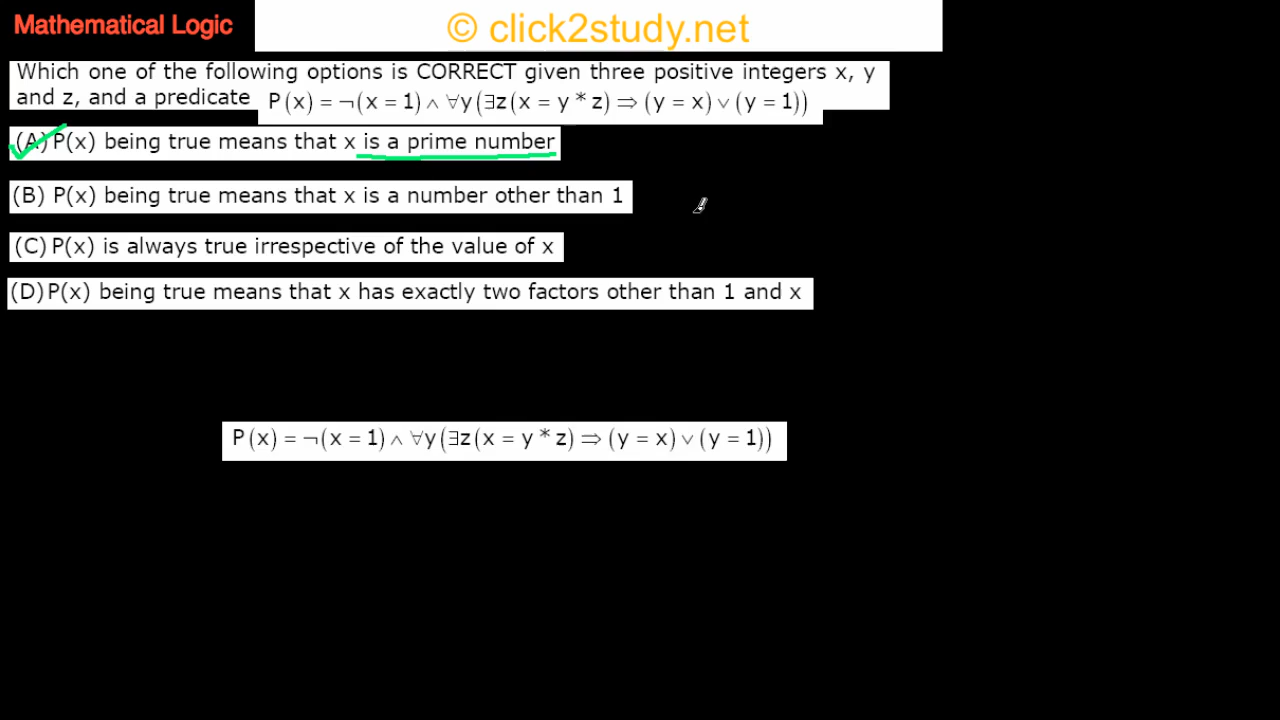 Mathematical Logic
© click2study.net
Which one of the following options is CORRECT given three positive integers x, y
and z, and a predicate P(x) = ¬(x = 1) ∧ ∀y(∃z(x = y * z) ⇒ (y = x) ∨ (y = 1))
(A) P(x) being true means that x is a prime number
(B) P(x) being true means that x is a number other than 1
(C) P(x) is always true irrespective of the value of x
(D) P(x) being true means that x has exactly two factors other than 1 and x
P(x) = ¬(x = 1) ∧ ∀y(∃z(x = y * z) ⇒ (y = x) ∨ (y = 1))